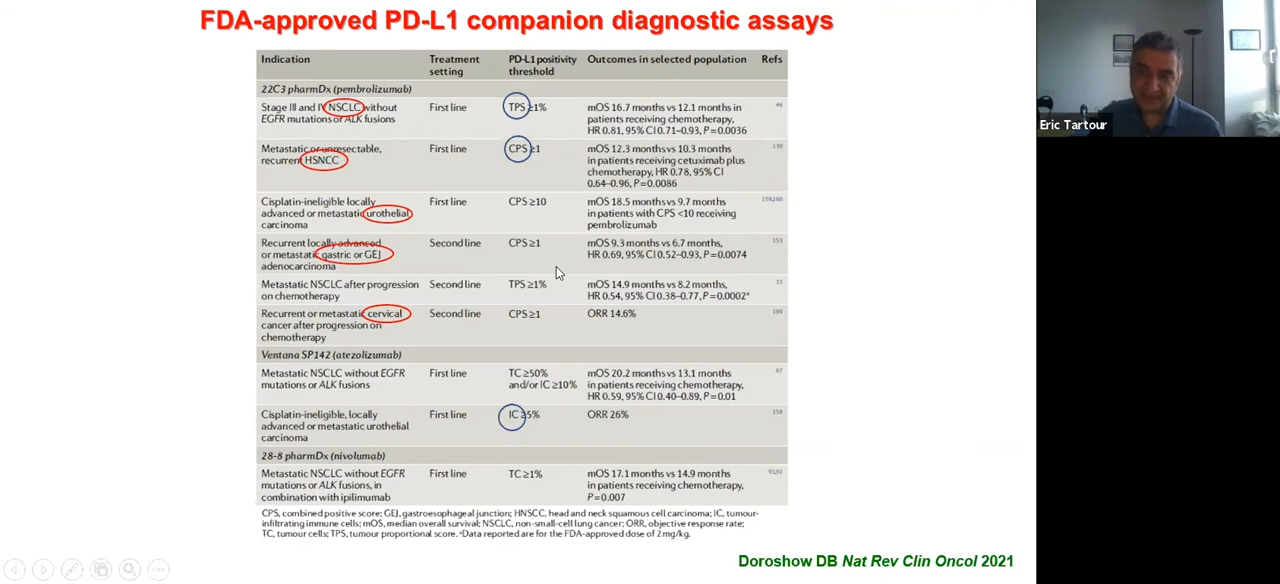 FDA-approved PD-L1 companion diagnostic assays
Eric Tartour
Indication Treatment setting PD-L1 positivity threshold Outcomes in selected population Refs
22C3 pharmDx (pembrolizumab)
Stage III and IV NSCLC without First line TPS ≥1% mOS 16.7 months vs 12.1 months in 46
EGFR mutations or ALK fusions patients receiving chemotherapy,
HR 0.81, 95% CI 0.71–0.93, P=0.0036
Metastatic or unresectable, First line CPS ≥1 mOS 12.3 months vs 10.3 months 130
recurrent HSNCC in patients receiving cetuximab plus
chemotherapy, HR 0.78, 95% CI
0.64–0.96, P=0.0086
Cisplatin-ineligible locally First line CPS ≥10 mOS 18.5 months vs 9.7 months 159,160
advanced or metastatic urothelial in patients with CPS <10 receiving
carcinoma pembrolizumab
Recurrent locally advanced Second line CPS ≥1 mOS 9.3 months vs 6.7 months, 153
or metastatic gastric or GEJ HR 0.69, 95% CI 0.52–0.93, P=0.0074
adenocarcinoma
Metastatic NSCLC after progression Second line TPS ≥1% mOS 14.9 months vs 8.2 months, 33
on chemotherapy HR 0.54, 95% CI 0.38–0.77, P=0.0002ᵃ
Recurrent or metastatic cervical Second line CPS ≥1 ORR 14.6% 199
cancer after progression on
chemotherapy
Ventana SP142 (atezolizumab)
Metastatic NSCLC without EGFR First line TC ≥50% mOS 20.2 months vs 13.1 months 87
mutations or ALK fusions and/or IC ≥10% in patients receiving chemotherapy,
HR 0.59, 95% CI 0.40–0.89, P=0.01
Cisplatin-ineligible, locally First line IC ≥5% ORR 26% 158
advanced or metastatic urothelial
carcinoma
28-8 pharmDx (nivolumab)
Metastatic NSCLC without EGFR First line TC ≥1% mOS 17.1 months vs 14.9 months 91,92
mutations or ALK fusions, in in patients receiving chemotherapy,
combination with ipilimumab P=0.007
CPS, combined positive score; GEJ, gastroesophageal junction; HNSCC, head and neck squamous cell carcinoma; IC, tumour-
infiltrating immune cells; mOS, median overall survival; NSCLC, non-small-cell lung cancer; ORR, objective response rate;
TC, tumour cells; TPS, tumour proportional score. ᵃData reported are for the FDA-approved dose of 2 mg/kg.
Doroshow DB Nat Rev Clin Oncol 2021